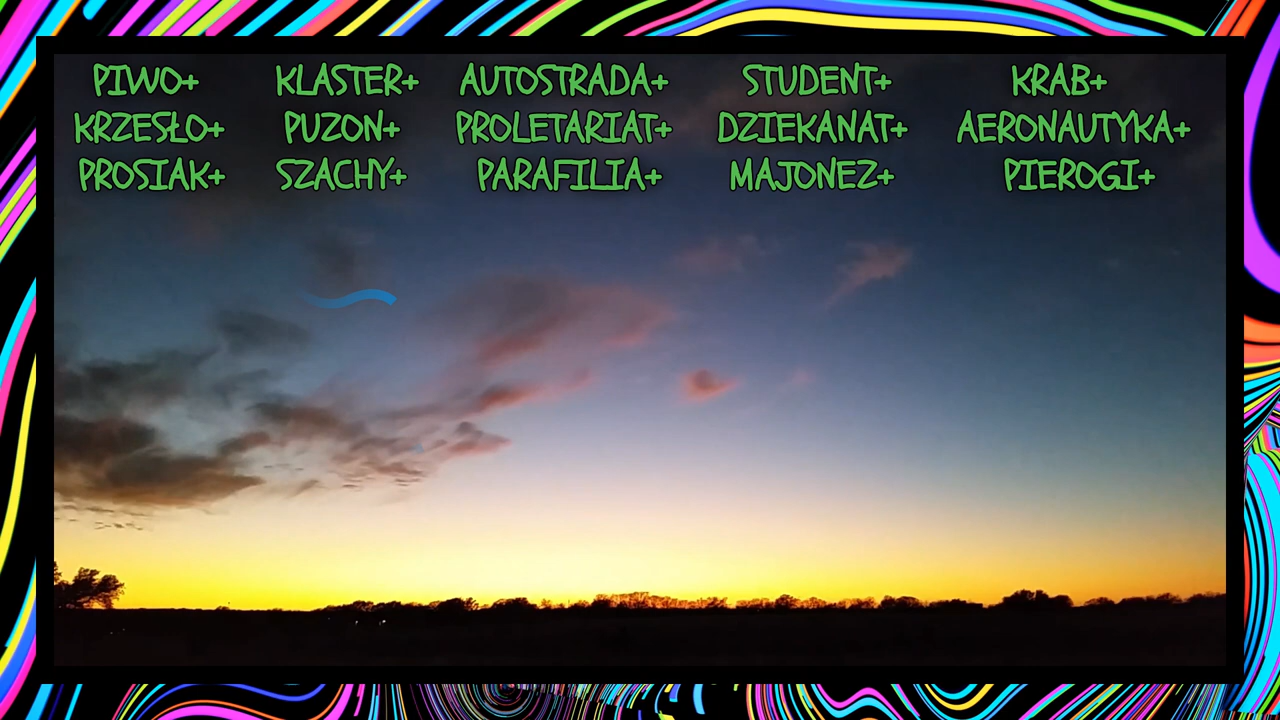 PIWO+ KLASTER+ AUTOSTRADA+ STUDENT+ KRAB+
KRZESŁO+ PUZON+ PROLETARIAT+ DZIEKANAT+ AERONAUTYKA+
PROSIAK+ SZACHY+ PARAFILIA+ MAJONEZ+ PIEROGI+